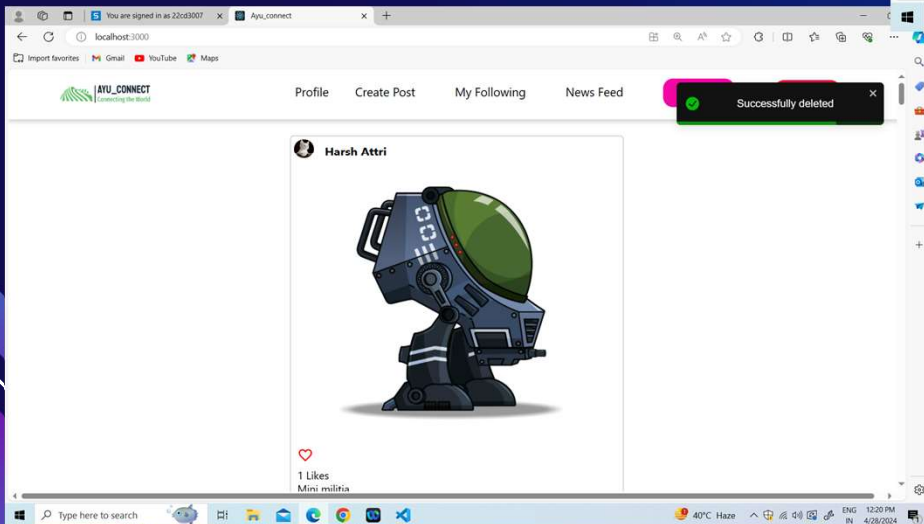 You are signed in as 22cd3007
Ayu_connect
localhost:3000
Import favorites
Gmail
YouTube
Maps
AYU_CONNECT
Connecting the World
Profile
Create Post
My Following
News Feed
Successfully deleted
Harsh Attri
1 Likes
Mini militia
Type here to search
40°C Haze
ENG
IN
12:20 PM
4/28/2024